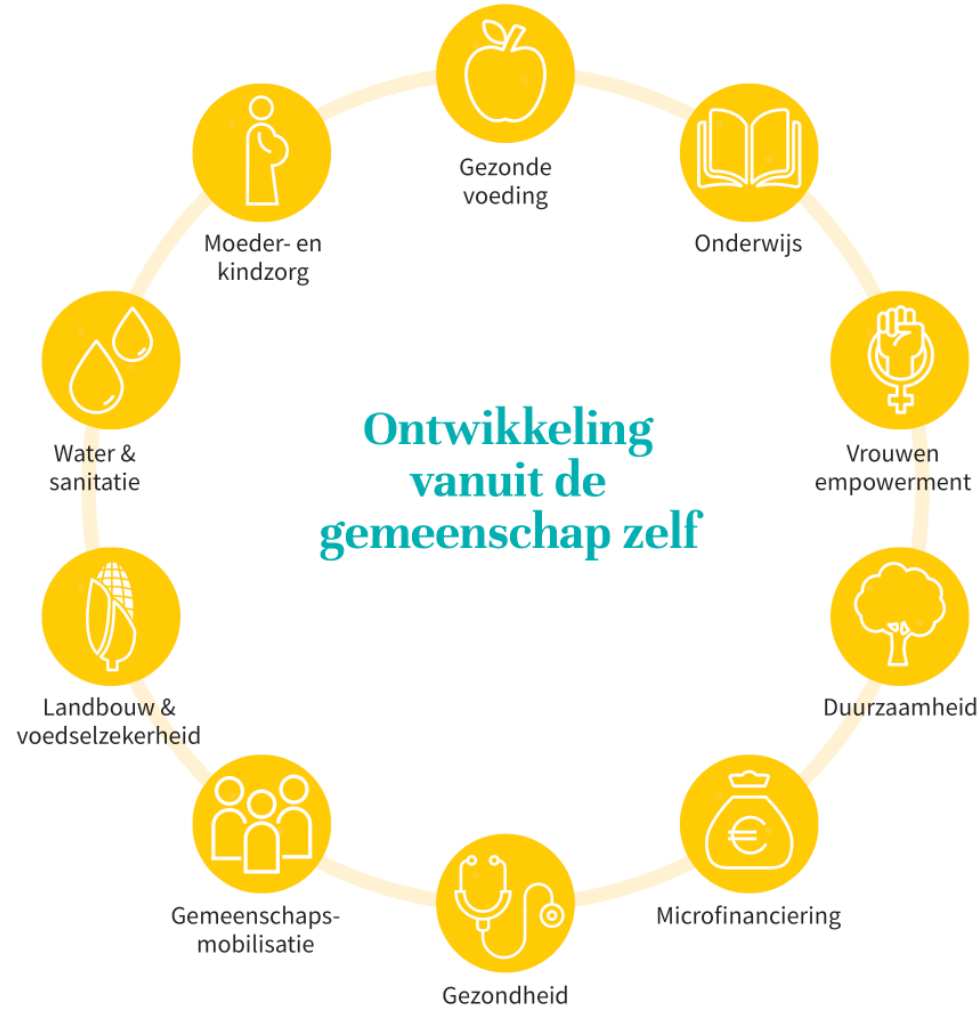 Gezonde
voeding
Onderwijs
Vrouwen
empowerment
Duurzaamheid
Microfinanciering
Gezondheid
Gemeenschaps-
mobilisatie
Landbouw &
voedselzekerheid
Water &
sanitatie
Moeder- en
kindzorg
Ontwikkeling
vanuit de
gemeenschap zelf
€